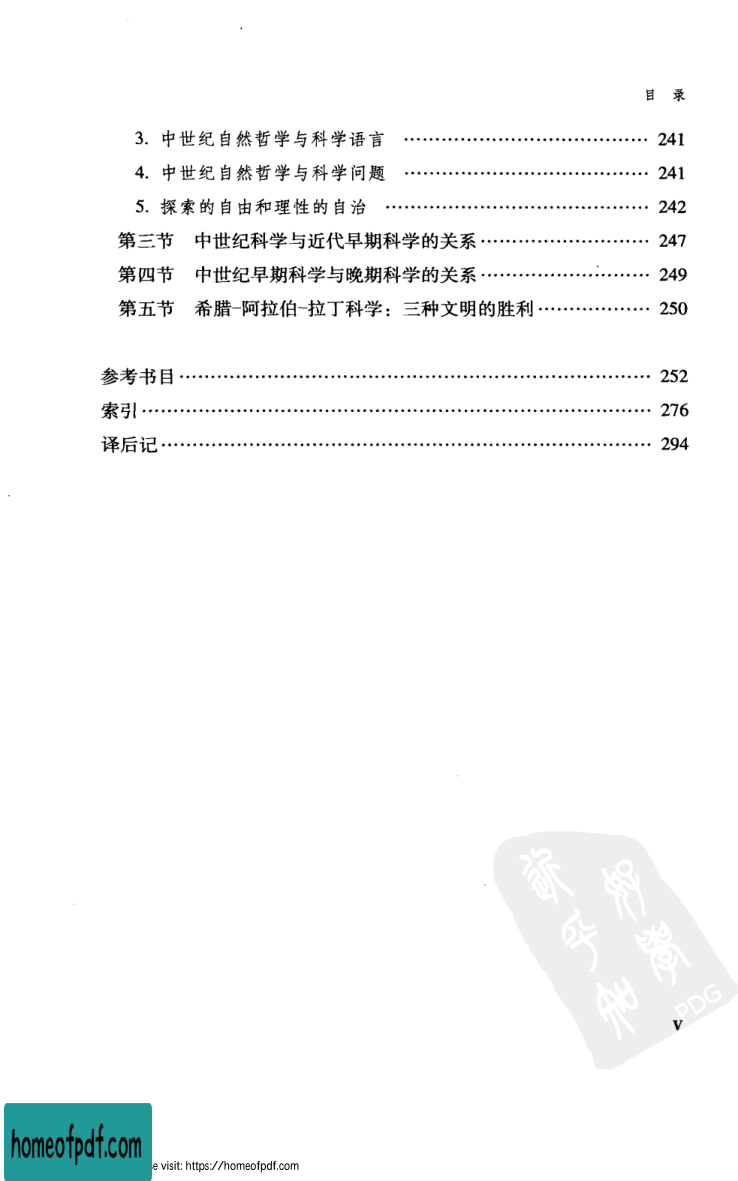 目 录
3. 中世纪自然哲学与科学语言 …………………………………… 241
4. 中世纪自然哲学与科学问题 …………………………………… 241
5. 探索的自由和理性的自治 ……………………………………… 242
第三节 中世纪科学与近代早期科学的关系……………………… 247
第四节 中世纪早期科学与晚期科学的关系……………………… 249
第五节 希腊-阿拉伯-拉丁科学：三种文明的胜利……………… 250
参考书目………………………………………………………………… 252
索引……………………………………………………………………… 276
译后记…………………………………………………………………… 294
PDG
V
homeofpdf.com
e visit: https://homeofpdf.com